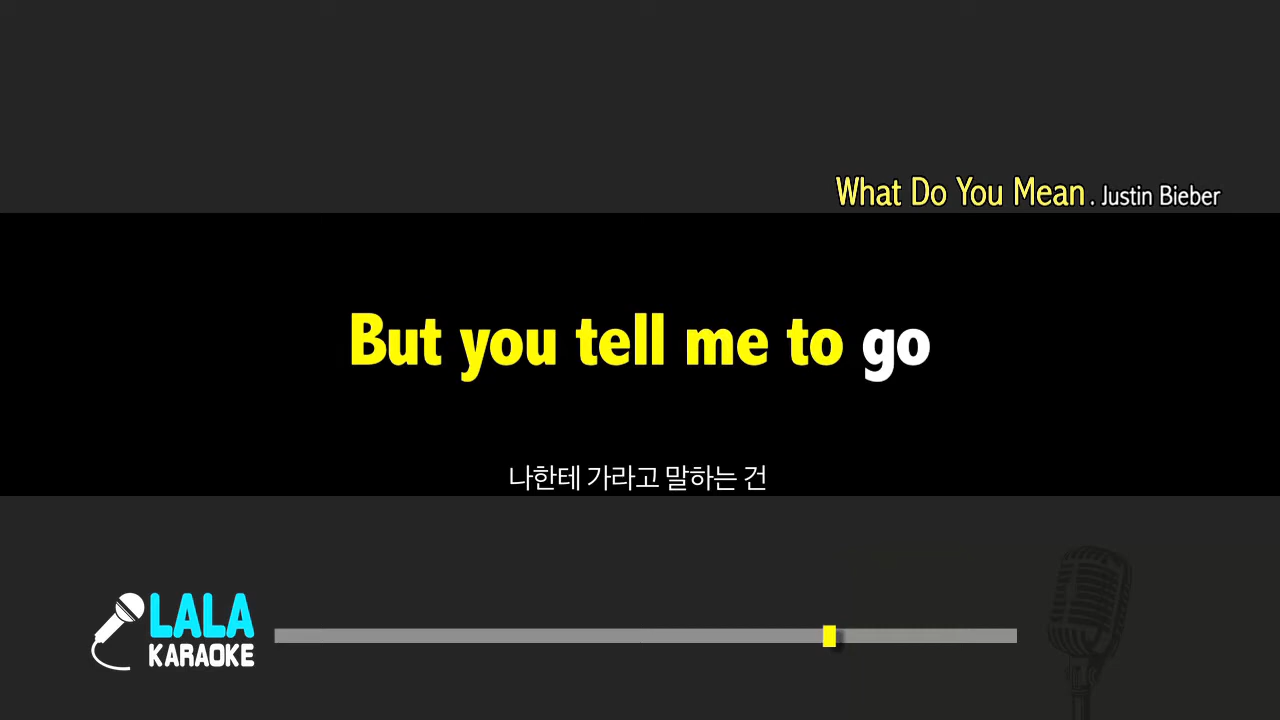 What Do You Mean . Justin Bieber
But you tell me to go
나한테 가라고 말하는 건
LALA
KARAOKE